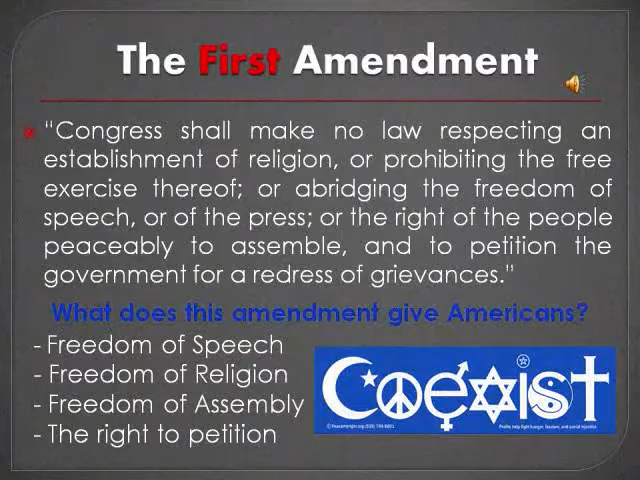 The First Amendment
"Congress shall make no law respecting an
establishment of religion, or prohibiting the free
exercise thereof; or abridging the freedom of
speech, or of the press; or the right of the people
peaceably to assemble, and to petition the
government for a redress of grievances."
What does this amendment give Americans?
- Freedom of Speech
- Freedom of Religion
- Freedom of Assembly
- The right to petition
Coexist